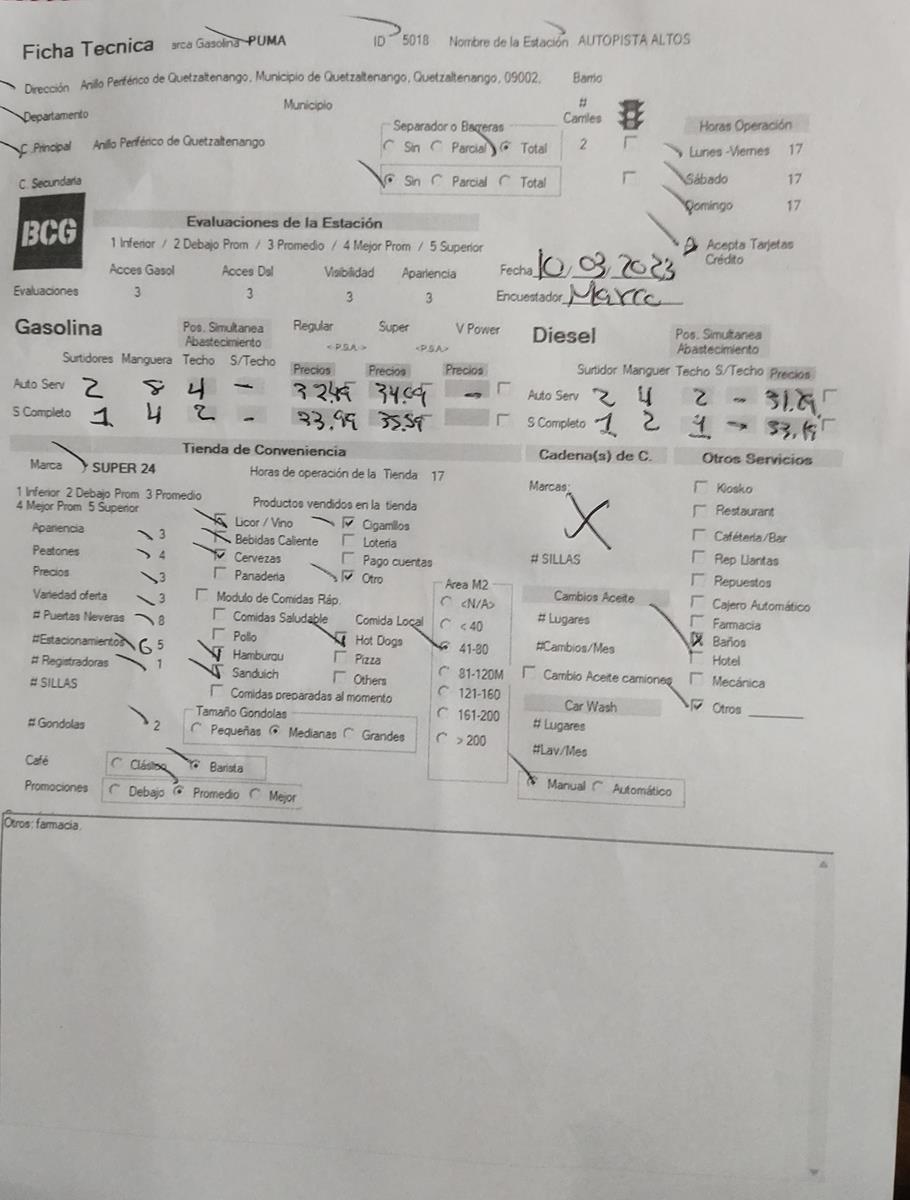 Ficha Tecnica arca Gasolina PUMA ID 5018 Nombre de la Estación AUTOPISTA ALTOS
Dirección Anillo Periférico de Quetzaltenango, Municipio de Quetzaltenango, Quetzaltenango, 09002, Barrio
Departamento Municipio # Carriles
C. Principal Anillo Periférico de Quetzaltenango Separador o Barreras Horas Operación
Sin Parcial Total 2 Lunes -Viernes 17
C. Secundaria Sin Parcial Total Sábado 17
Domingo 17
BCG Evaluaciones de la Estación
1 Inferior / 2 Debajo Prom / 3 Promedio / 4 Mejor Prom / 5 Superior Acepta Tarjetas Crédito
Acces Gasol Acces Dsl Visibilidad Apariencia Fecha 10/03/2023
Evaluaciones 3 3 3 3 Encuestador
Gasolina Pos. Simultanea Abastecimiento Regular Super V Power Diesel Pos. Simultanea Abastecimiento
<-P.S.A.-> <P.S.A>
Surtidores Manguera Techo S/Techo Precios Precios Precios Surtidor Manguer Techo S/Techo Precios
Auto Serv 2 8 4 - 32.49 34.09 - Auto Serv 2 4 2 -
S Completo 1 4 2 - 33.99 35.59 S Completo 1 2 1 - 33.19
Tienda de Conveniencia Cadena(s) de C. Otros Servicios
Marca SUPER 24 Horas de operación de la Tienda 17 Marcas: Kiosko
1 Inferior 2 Debajo Prom 3 Promedio
4 Mejor Prom 5 Superior Productos vendidos en la tienda Restaurant
Apariencia 3 Licor / Vino Cigarrillos Caféteria/Bar
Peatones 4 Bebidas Caliente Loteria # SILLAS Rep Llantas
Precios 3 Cervezas Pago cuentas Repuestos
Variedad oferta 3 Panaderia Otro Area M2 Cambios Aceite Cajero Automático
# Puertas Neveras 8 Modulo de Comidas Ráp. <N/A> # Lugares Farmacia
#Estacionamientos 6 5 Comidas Saludable Comida Local < 40 #Cambios/Mes Baños
# Registradoras 1 Pollo Hot Dogs 41-80 Hotel
# SILLAS Hamburgu Pizza 81-120M Cambio Aceite camiones Mecánica
Sanduich Others 121-160 Car Wash Otros
Comidas preparadas al momento 161-200 # Lugares
# Gondolas 2 Tamaño Gondolas > 200 #Lav/Mes
Pequeñas Medianas Grandes
Café Clásico Barista Manual Automático
Promociones Debajo Promedio Mejor
Otros: farmacia.